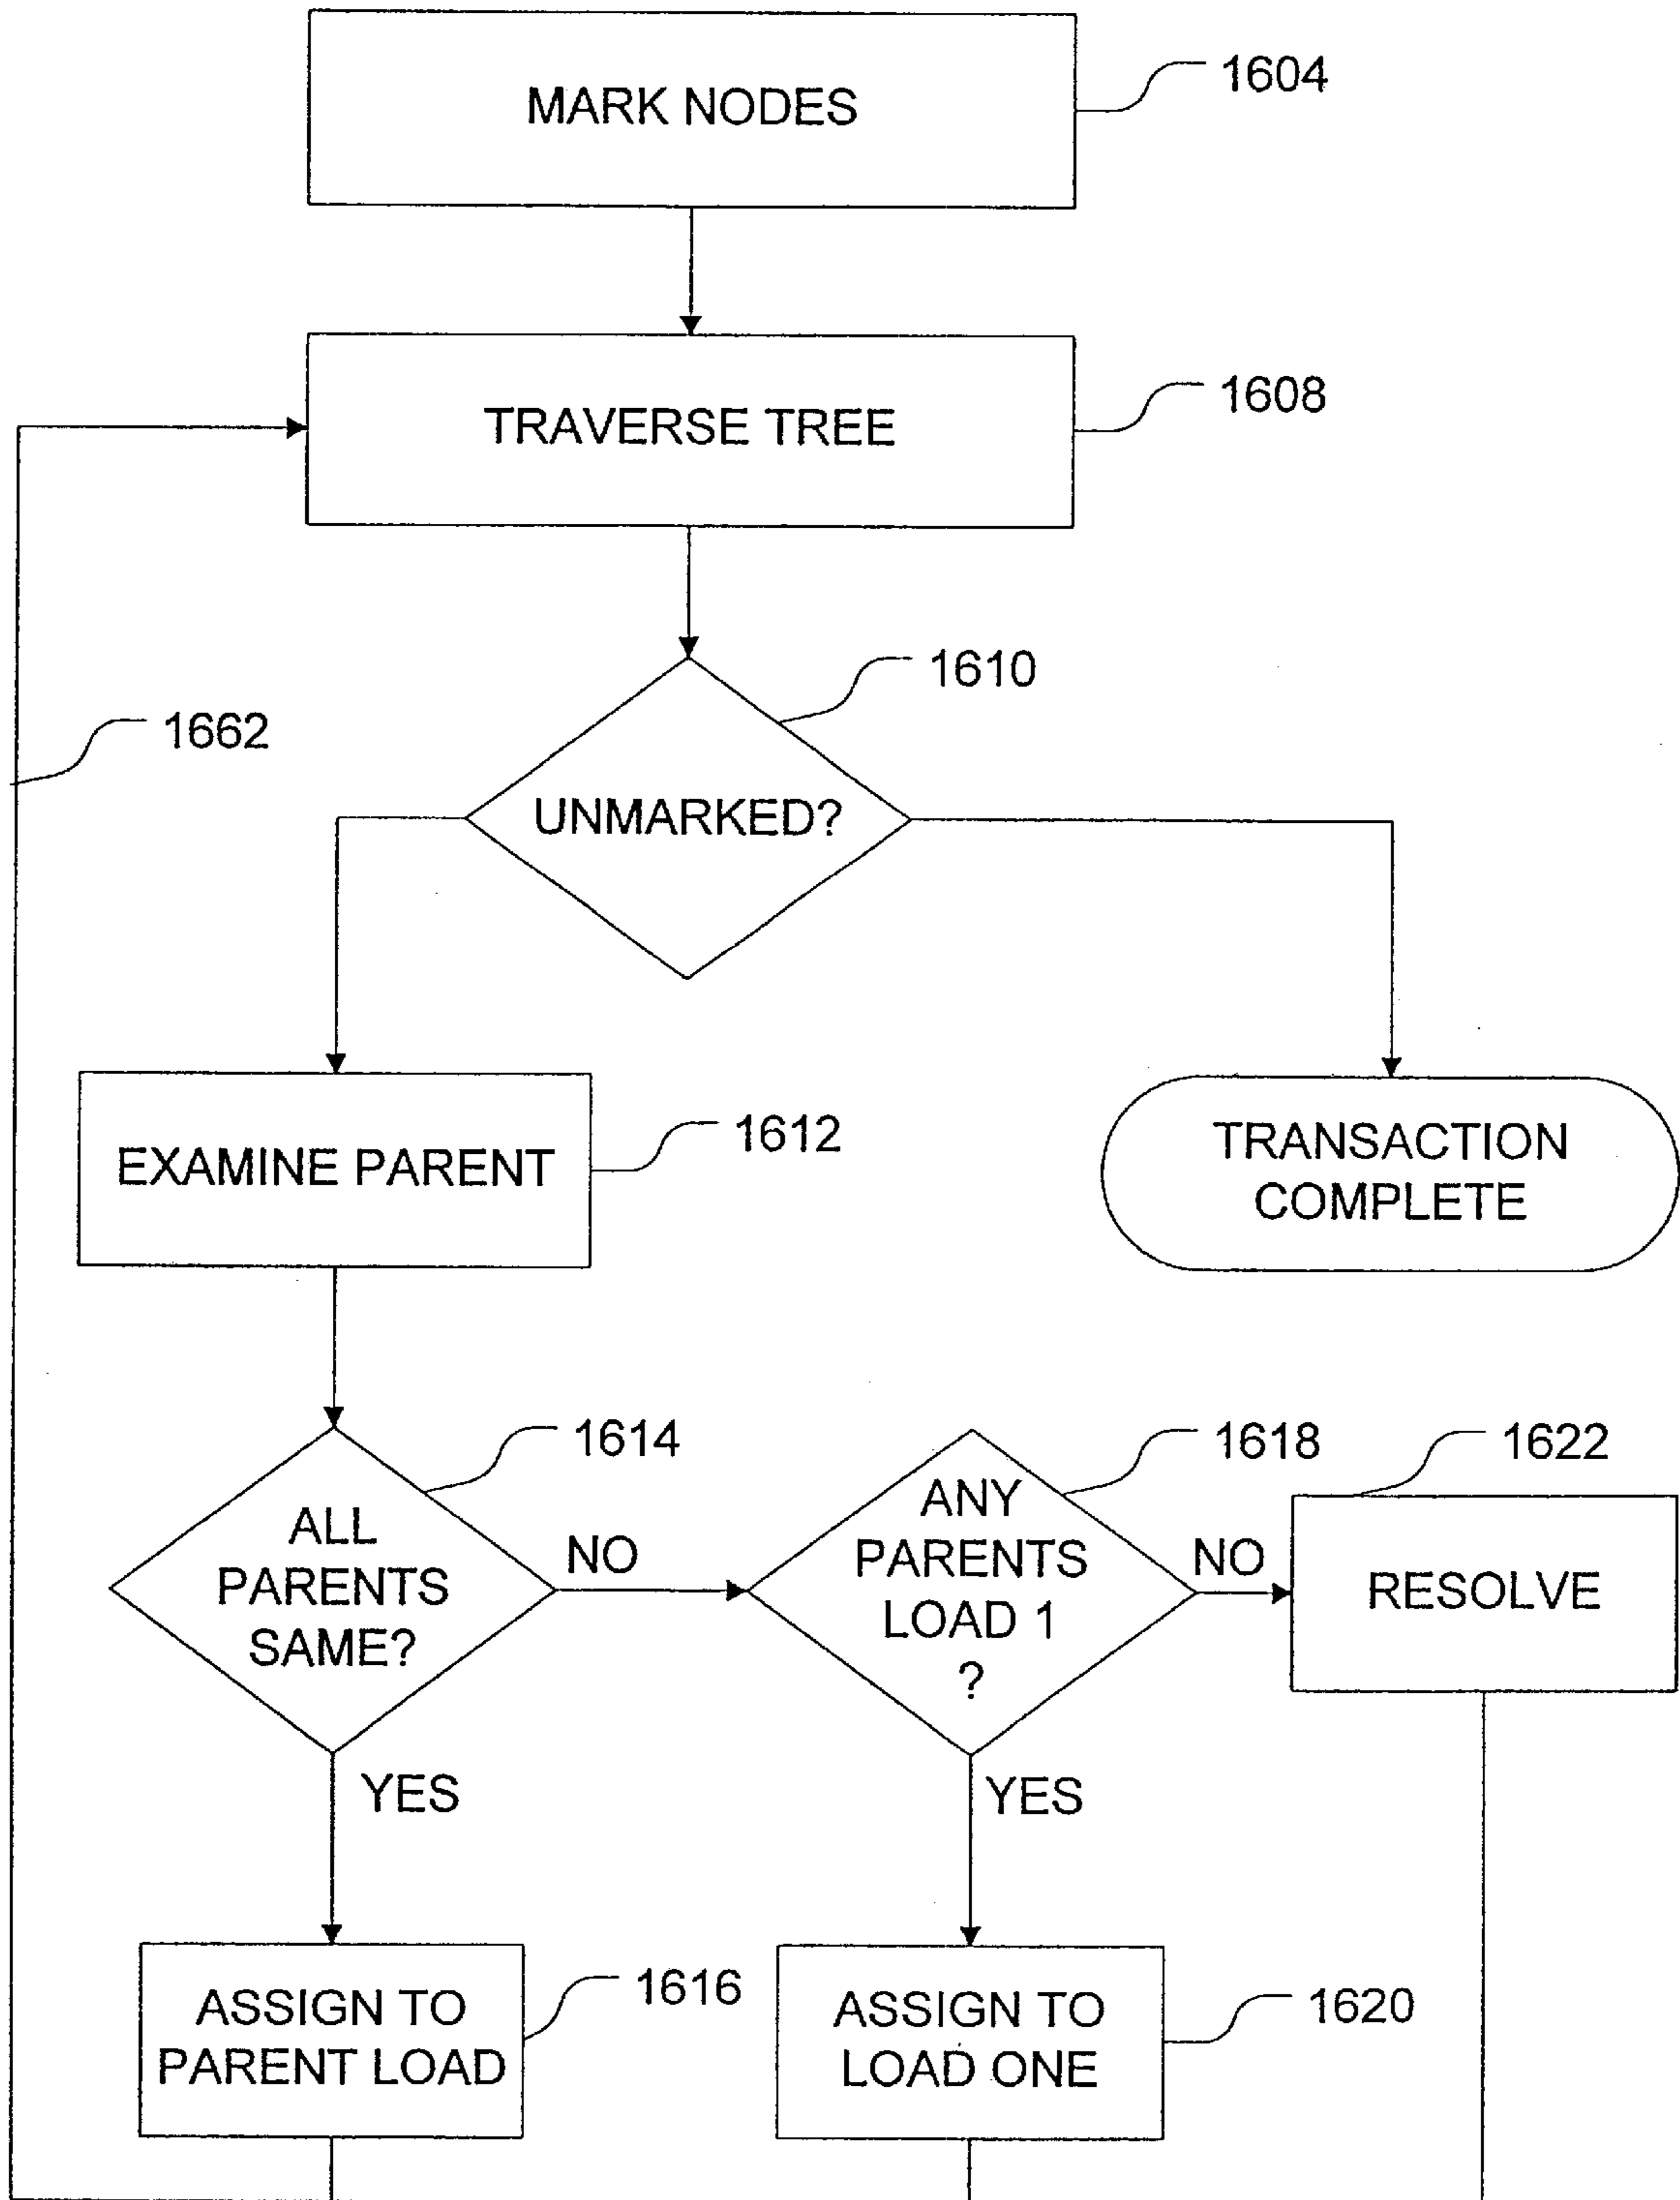 MARK NODES
1604
TRAVERSE TREE
1608
1610
1662
UNMARKED?
EXAMINE PARENT
1612
TRANSACTION
COMPLETE
1614
ALL
PARENTS
SAME?
NO
1618
ANY
PARENTS
LOAD 1
?
NO
1622
RESOLVE
YES
YES
ASSIGN TO
PARENT LOAD
1616
ASSIGN TO
LOAD ONE
1620